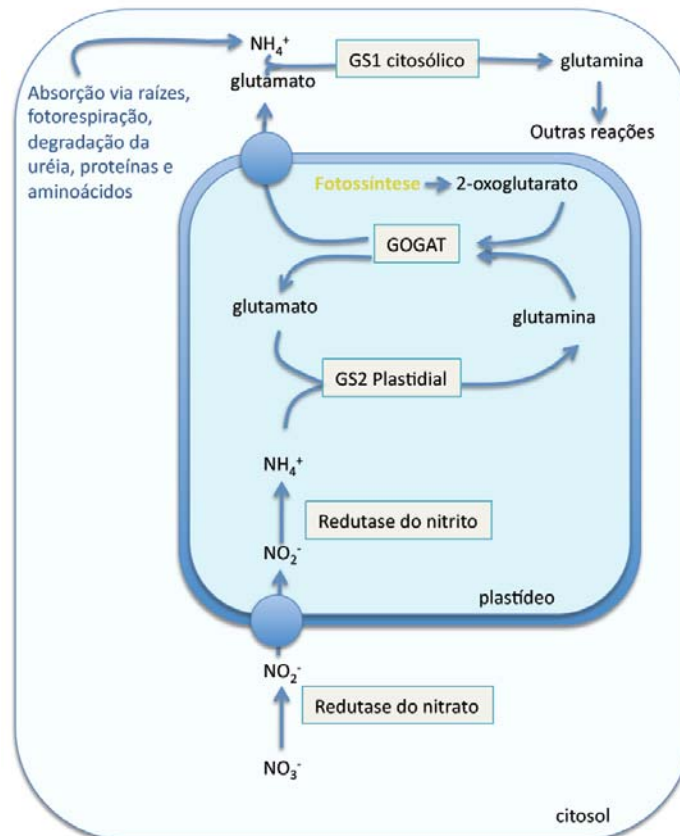 NH₄⁺
glutamato
GS1 citosólico
glutamina
Outras reações
Absorção via raízes,
fotorespiração,
degradação da
uréia, proteínas e
aminoácidos
Fotossíntese
2-oxoglutarato
GOGAT
glutamato
glutamina
GS2 Plastidial
NH₄⁺
Redutase do nitrito
NO₂⁻
plastídeo
NO₂⁻
Redutase do nitrato
NO₃⁻
citosol